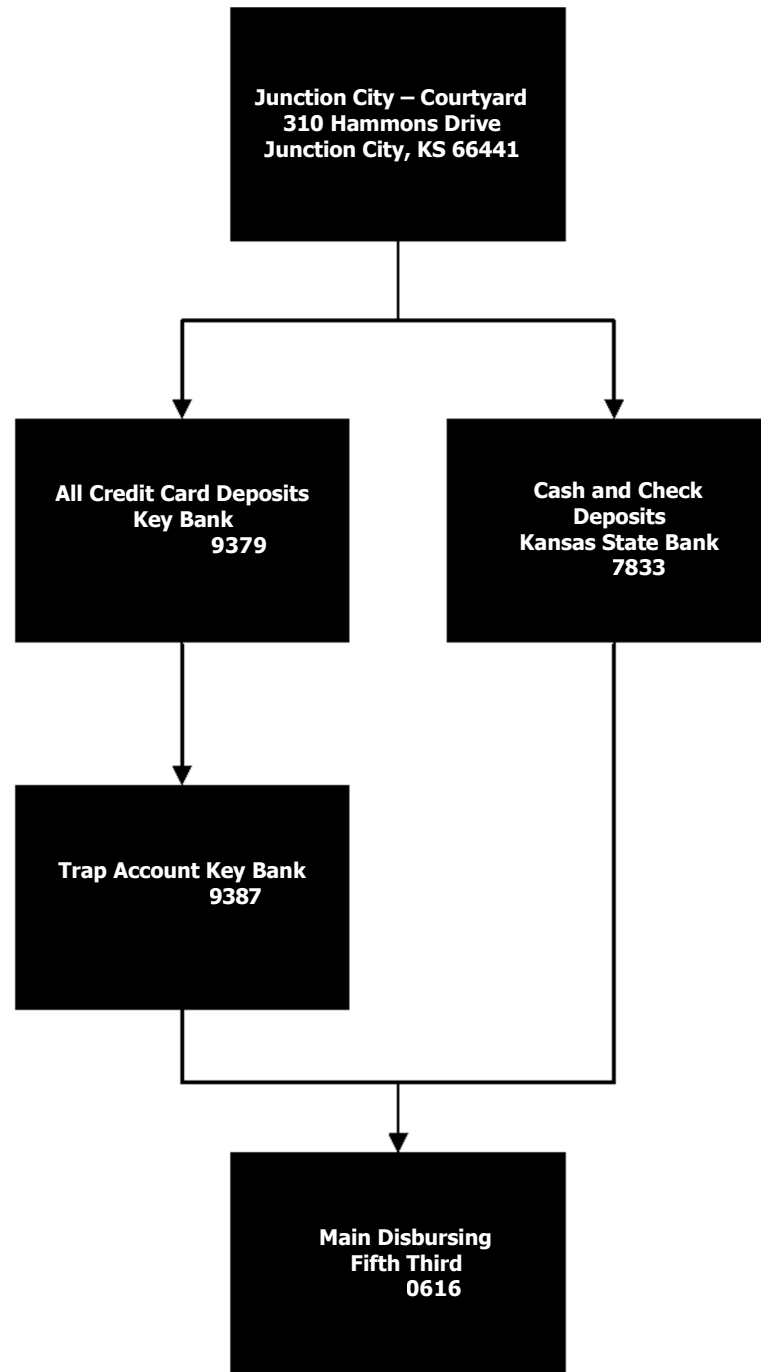 Junction City – Courtyard
310 Hammons Drive
Junction City, KS 66441
All Credit Card Deposits
Key Bank
9379
Cash and Check
Deposits
Kansas State Bank
7833
Trap Account Key Bank
9387
Main Disbursing
Fifth Third
0616